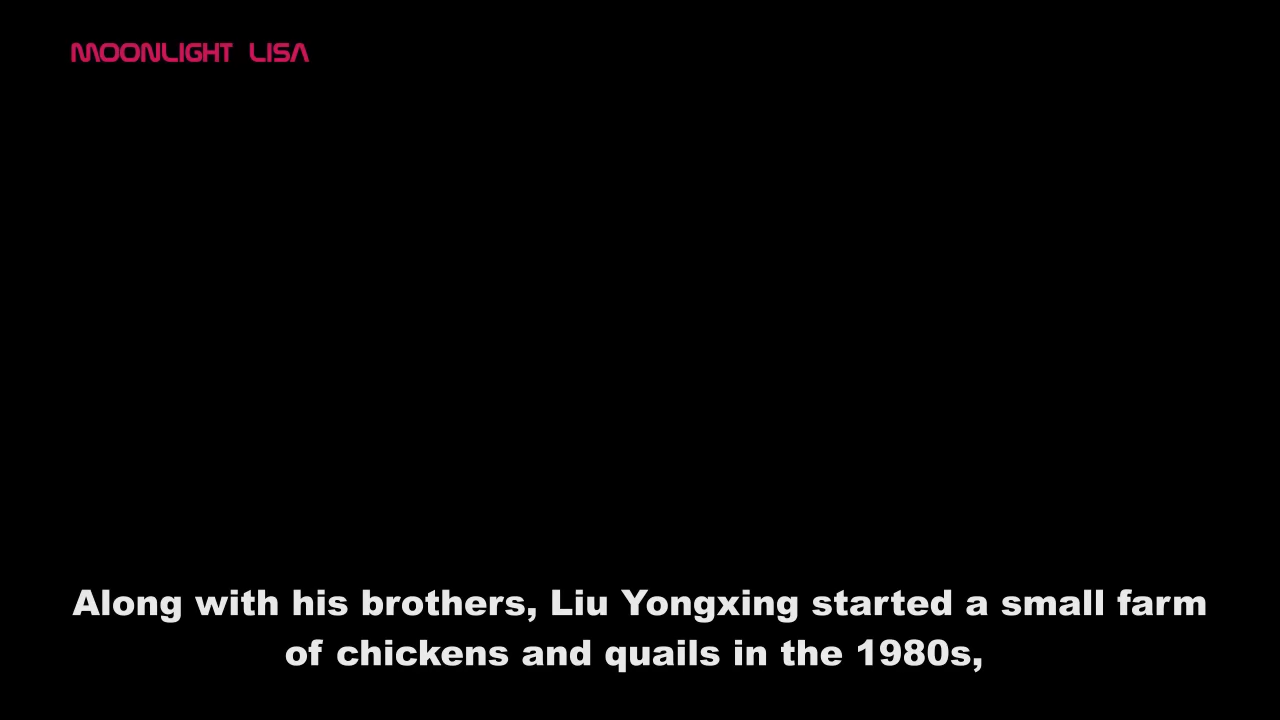 MOONLIGHT LISA
Along with his brothers, Liu Yongxing started a small farm
of chickens and quails in the 1980s,